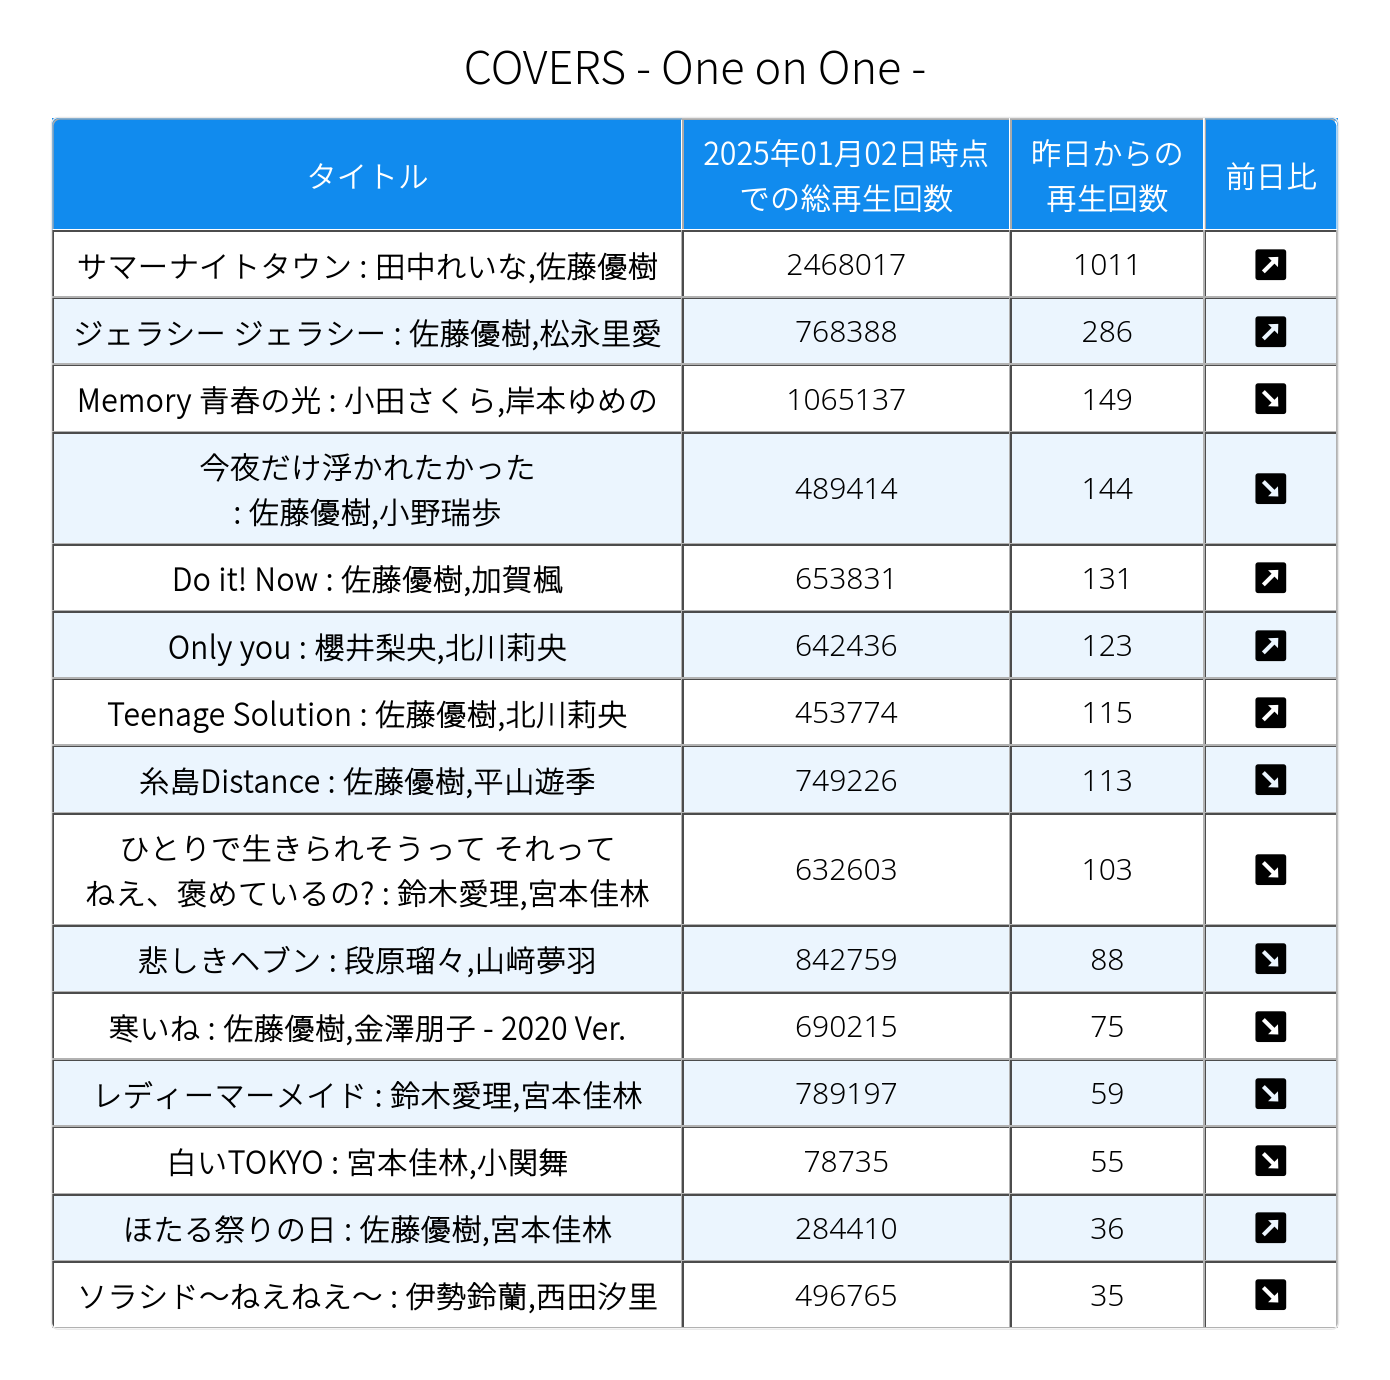 COVERS - One on One -
タイトル
2025年01月02日時点
での総再生回数
昨日からの
再生回数
前日比
サマーナイトタウン : 田中れいな,佐藤優樹 2468017 1011
ジェラシー ジェラシー : 佐藤優樹,松永里愛 768388 286
Memory 青春の光 : 小田さくら,岸本ゆめの 1065137 149
今夜だけ浮かれたかった
: 佐藤優樹,小野瑞歩 489414 144
Do it! Now : 佐藤優樹,加賀楓 653831 131
Only you : 櫻井梨央,北川莉央 642436 123
Teenage Solution : 佐藤優樹,北川莉央 453774 115
糸島Distance : 佐藤優樹,平山遊季 749226 113
ひとりで生きられそうって それって
ねえ、褒めているの? : 鈴木愛理,宮本佳林 632603 103
悲しきヘブン : 段原瑠々,山﨑夢羽 842759 88
寒いね : 佐藤優樹,金澤朋子 - 2020 Ver. 690215 75
レディーマーメイド : 鈴木愛理,宮本佳林 789197 59
白いTOKYO : 宮本佳林,小関舞 78735 55
ほたる祭りの日 : 佐藤優樹,宮本佳林 284410 36
ソラシド〜ねえねえ〜 : 伊勢鈴蘭,西田汐里 496765 35